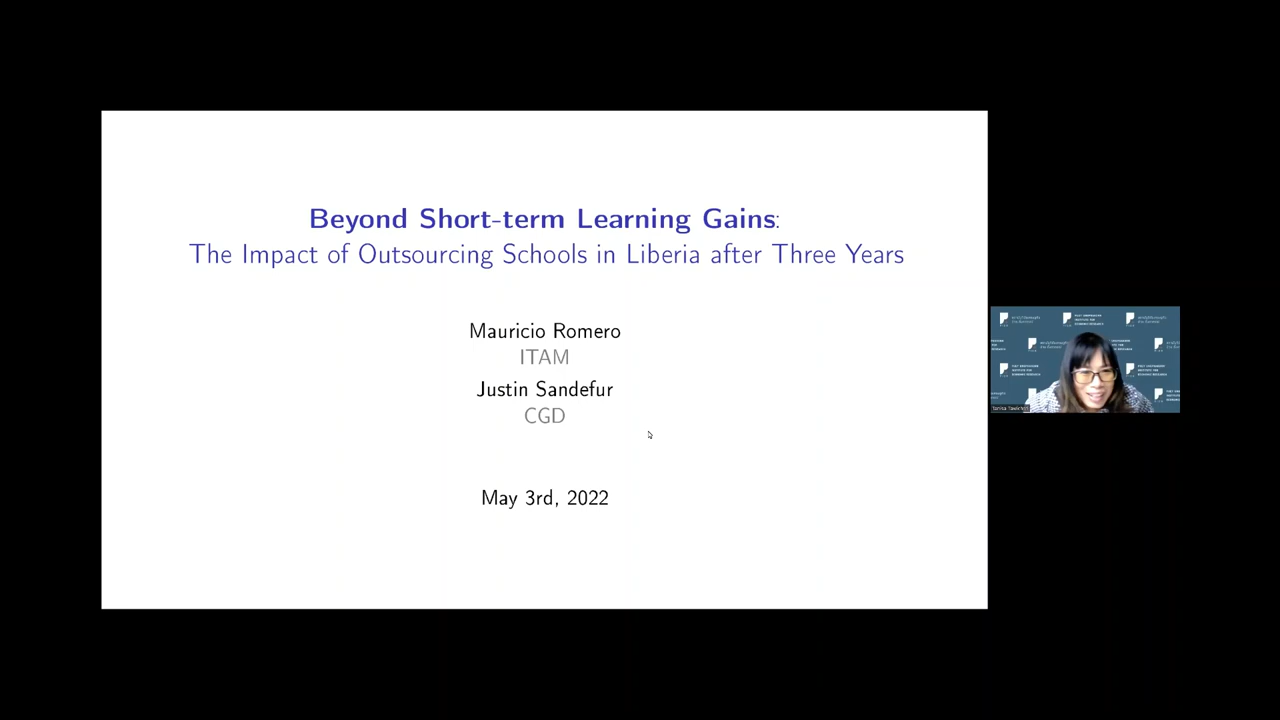 Beyond Short-term Learning Gains:
The Impact of Outsourcing Schools in Liberia after Three Years
Mauricio Romero
ITAM
Justin Sandefur
CGD
May 3rd, 2022